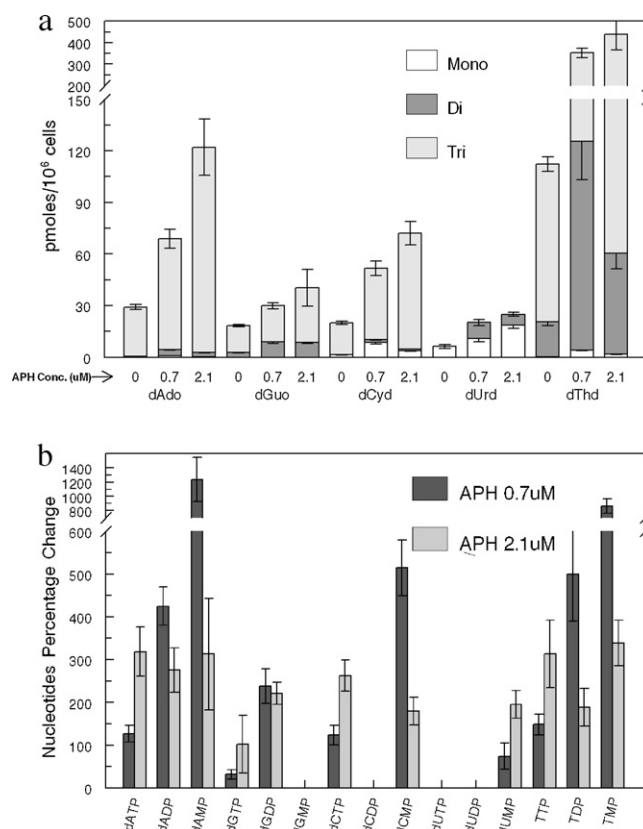 a
500
400
300
200
150
120
90
60
30
0
pmoles/10⁶ cells
Mono
Di
Tri
APH Conc. (uM) 0 0.7 2.1 0 0.7 2.1 0 0.7 2.1 0 0.7 2.1 0 0.7 2.1
dAdo dGuo dCyd dUrd dThd
b
1400
1200
1000
800
600
500
400
300
200
100
0
Nucleotides Percentage Change
APH 0.7uM
APH 2.1uM
dATP dADP dAMP dGTP dGDP dGMP dCTP dCDP dCMP dUTP dUDP dUMP TTP TDP TMP